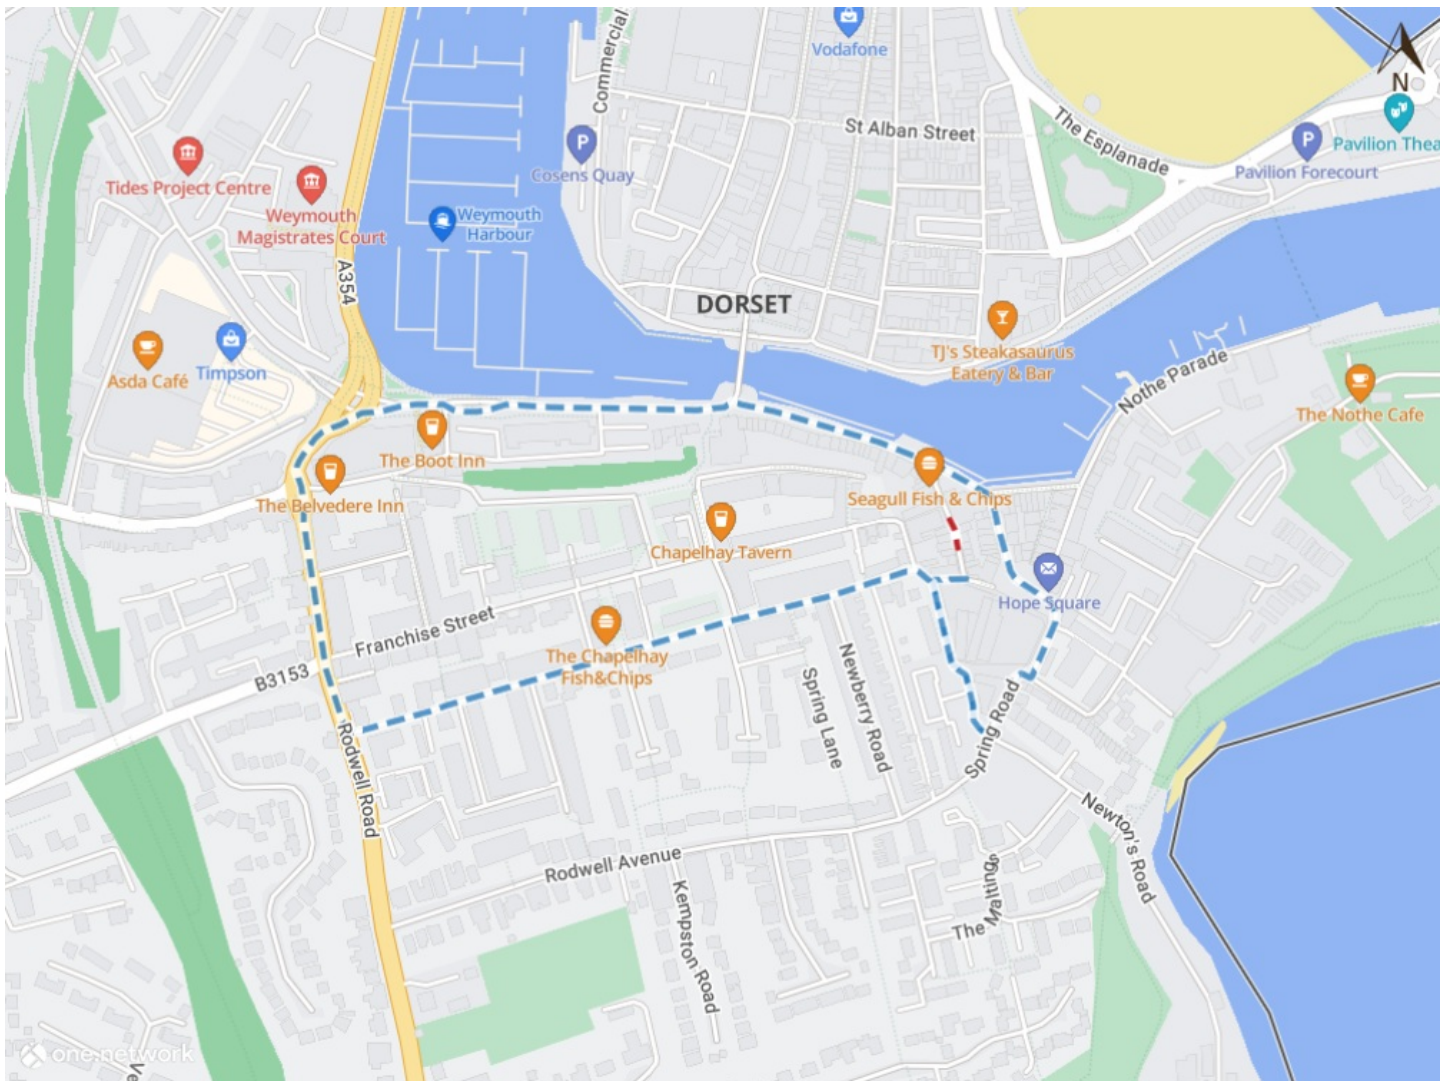 Commercial
Vodafone
N
St Alban Street
The Esplanade
Pavilion Thea
Pavilion Forecourt
Cosens Quay
Tides Project Centre
Weymouth
Magistrates Court
Weymouth
Harbour
A354
DORSET
TJ's Steakasaurus
Eatery & Bar
Nothe Parade
Asda Café
Timpson
The Nothe Cafe
The Boot Inn
The Belvedere Inn
Seagull Fish & Chips
Chapelhay Tavern
Hope Square
Franchise Street
B3153
The Chapelhay
Fish&Chips
Rodwell Road
Spring Lane
Newberry Road
Spring Road
Newton's Road
Rodwell Avenue
Kempston Road
The Maltings
one.network
Ve